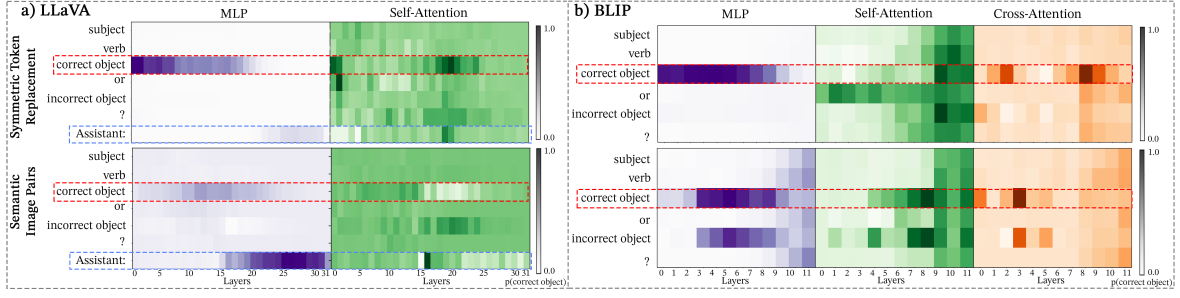 a) LLaVA
MLP
Self-Attention
Symmetric Token
Replacement
subject
verb
correct object
or
incorrect object
?
Assistant:
1.0
0.0
Semantic
Image Pairs
subject
verb
correct object
or
incorrect object
?
Assistant:
1.0
0.0
0 5 10 15 20 25 31 0 5 10 15 20 25 31
Layers
Layers
p(correct object)
b) BLIP
MLP
Self-Attention
Cross-Attention
subject
verb
correct object
or
incorrect object
?
1.0
0.0
subject
verb
correct object
or
incorrect object
?
1.0
0.0
0 1 2 3 4 5 6 7 8 9 10 11 0 1 2 3 4 5 6 7 8 9 10 11 0 1 2 3 4 5 7 8 9 10 11
Layers
Layers
Layers
p(correct object)